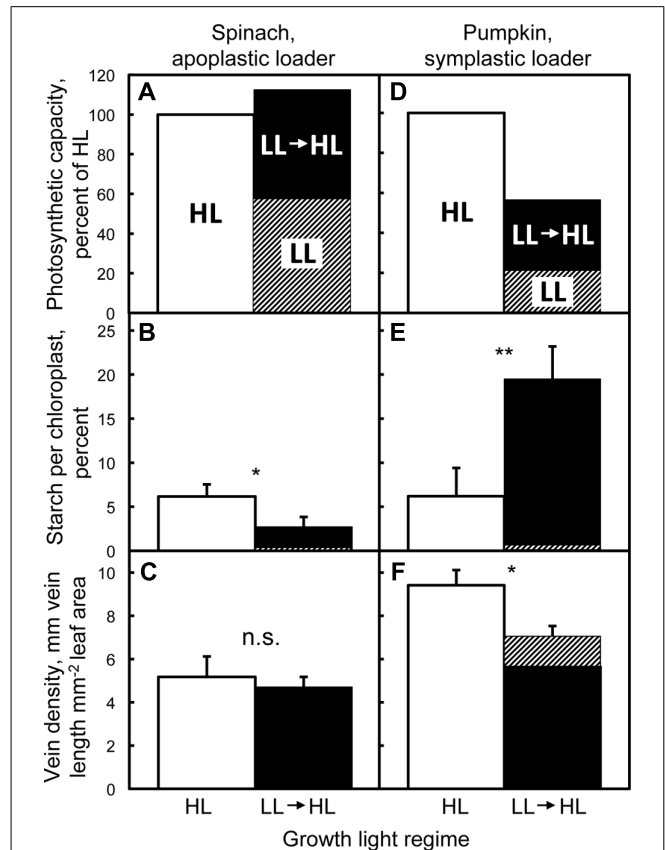 Spinach,
apoplastic loader
Pumpkin,
symplastic loader
Photosynthetic capacity,
percent of HL
120
100
80
60
40
20
0
A
HL
LL→HL
LL
D
HL
LL→HL
LL
Starch per chloroplast,
percent
25
20
15
10
5
0
B
*
E
**
Vein density, mm vein
length mm-2 leaf area
10
8
6
4
2
0
C
n.s.
F
*
HL
LL→HL
HL
LL→HL
Growth light regime